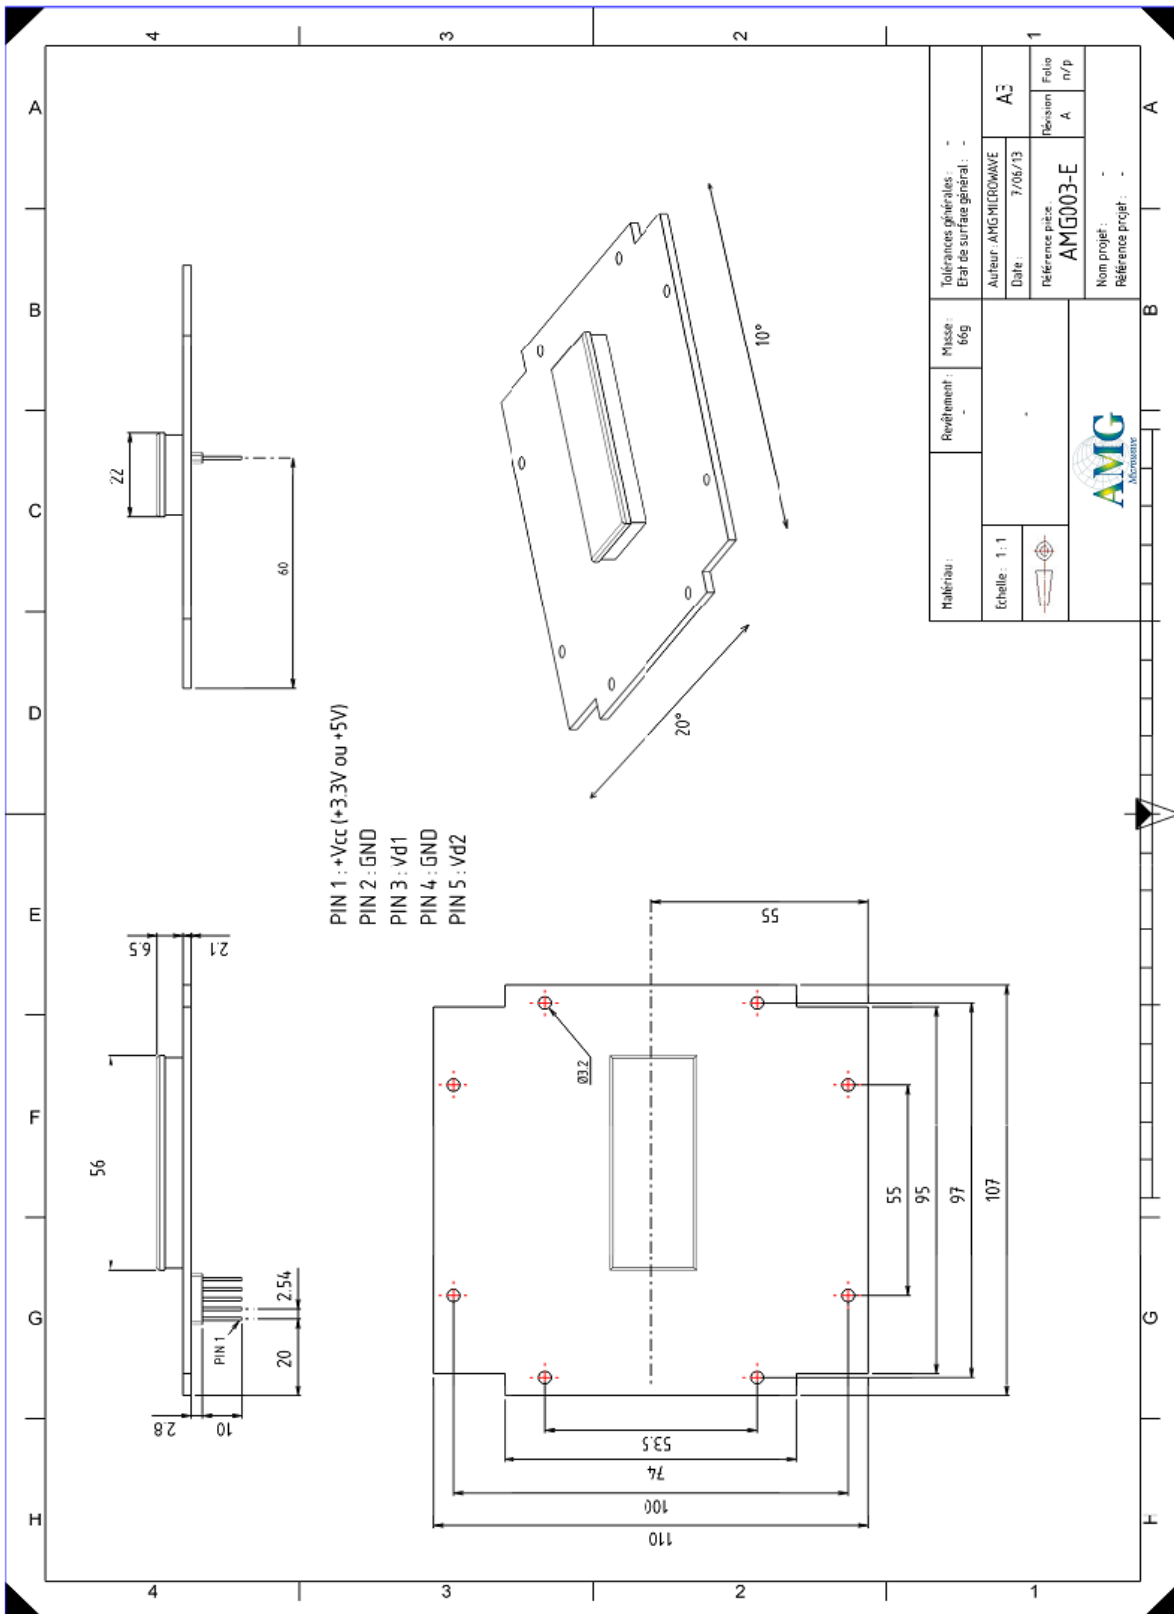 4
3
2
1
A
B
C
D
E
F
G
H
A
B
G
H
4
3
2
1
22
60
10°
20°
PIN 1 : +Vcc (+3.3V ou +5V)
PIN 2 : GND
PIN 3 : Vd1
PIN 4 : GND
PIN 5 : Vd2
6.5
2.1
56
2.54
20
PIN 1
2.8
10
55
Ø3.2
55
95
97
107
53.5
74
100
110
Matériau :
Revêtement :
-
Masse :
66g
Tolérances générales : -
Etat de surface général : -
Echelle : 1 : 1
-
Auteur : AMG MICROWAVE
Date : 7/06/13
A3
Référence pièce :
AMG003-E
Révision
A
Folio
n/p
Nom projet : -
Référence projet : -
AMG
Microwave